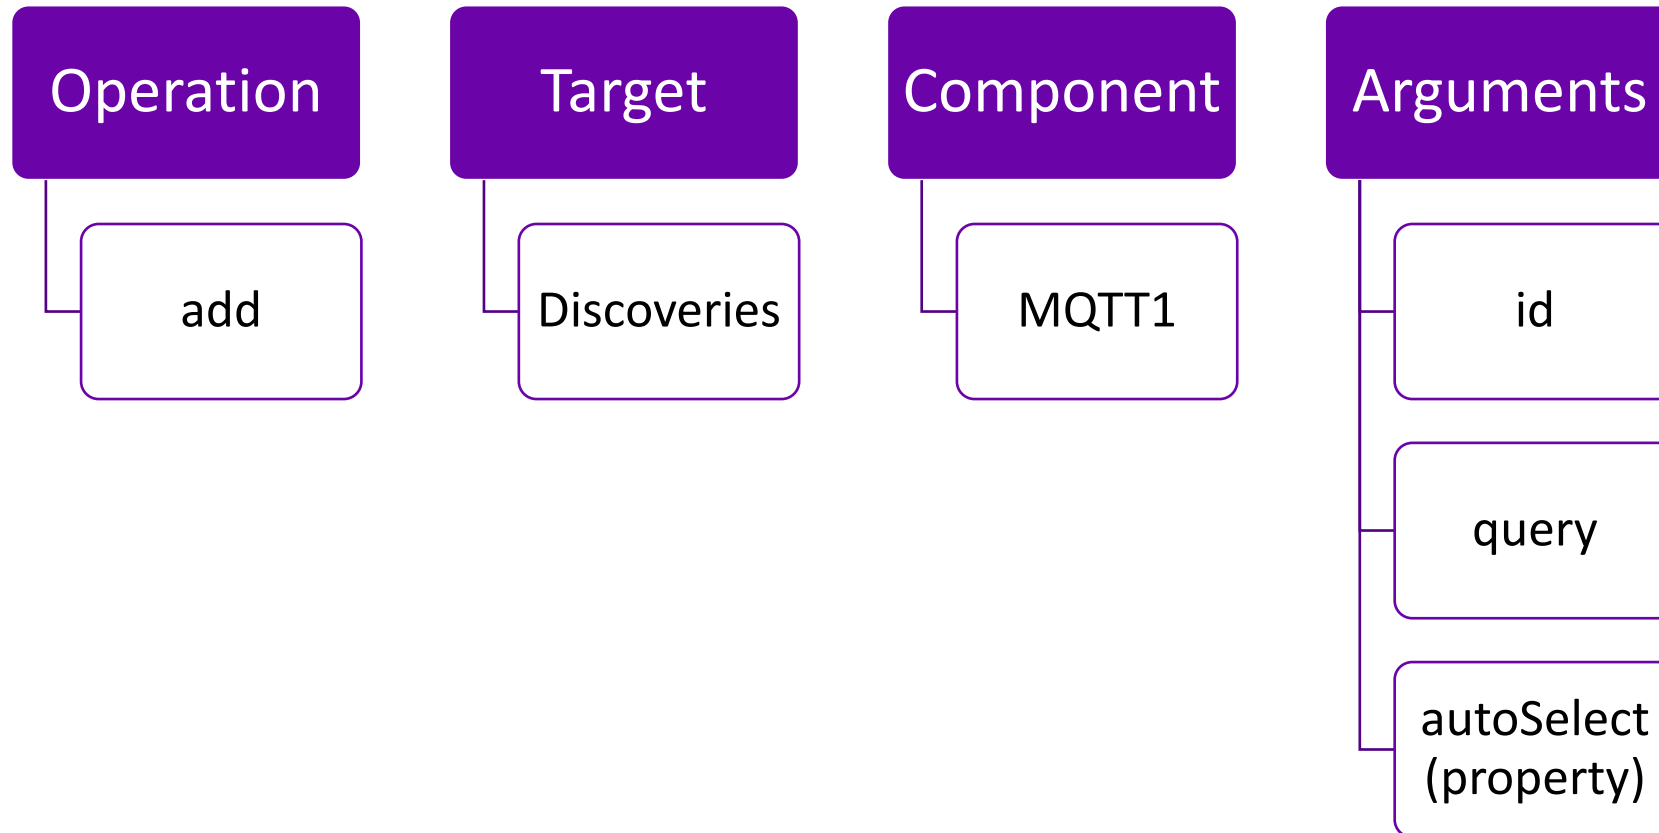 Operation
Target
Component
Arguments
add
Discoveries
MQTT1
id
query
autoSelect
(property)